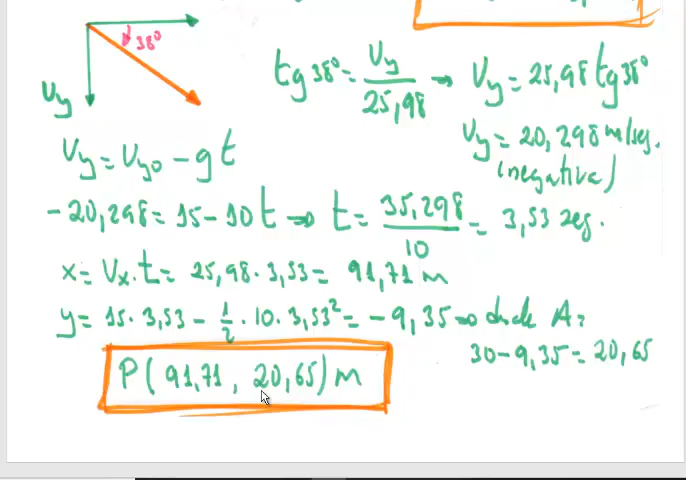 38°
Vy
tg 38° = Vy / 25,98 → Vy = 25,98 tg 38°
Vy = 20,298 m/seg.
(negativa)
Vy = Vyo - g t
-20,298 = 15 - 10 t ⇒ t = 35,298 / 10 = 3,53 seg.
x = Vx . t = 25,98 · 3,53 = 91,71 m
y = 15 · 3,53 - 1/2 · 10 · 3,53² = - 9,35 ⇒ desde A:
30 - 9,35 = 20,65
P ( 91,71 , 20,65) m